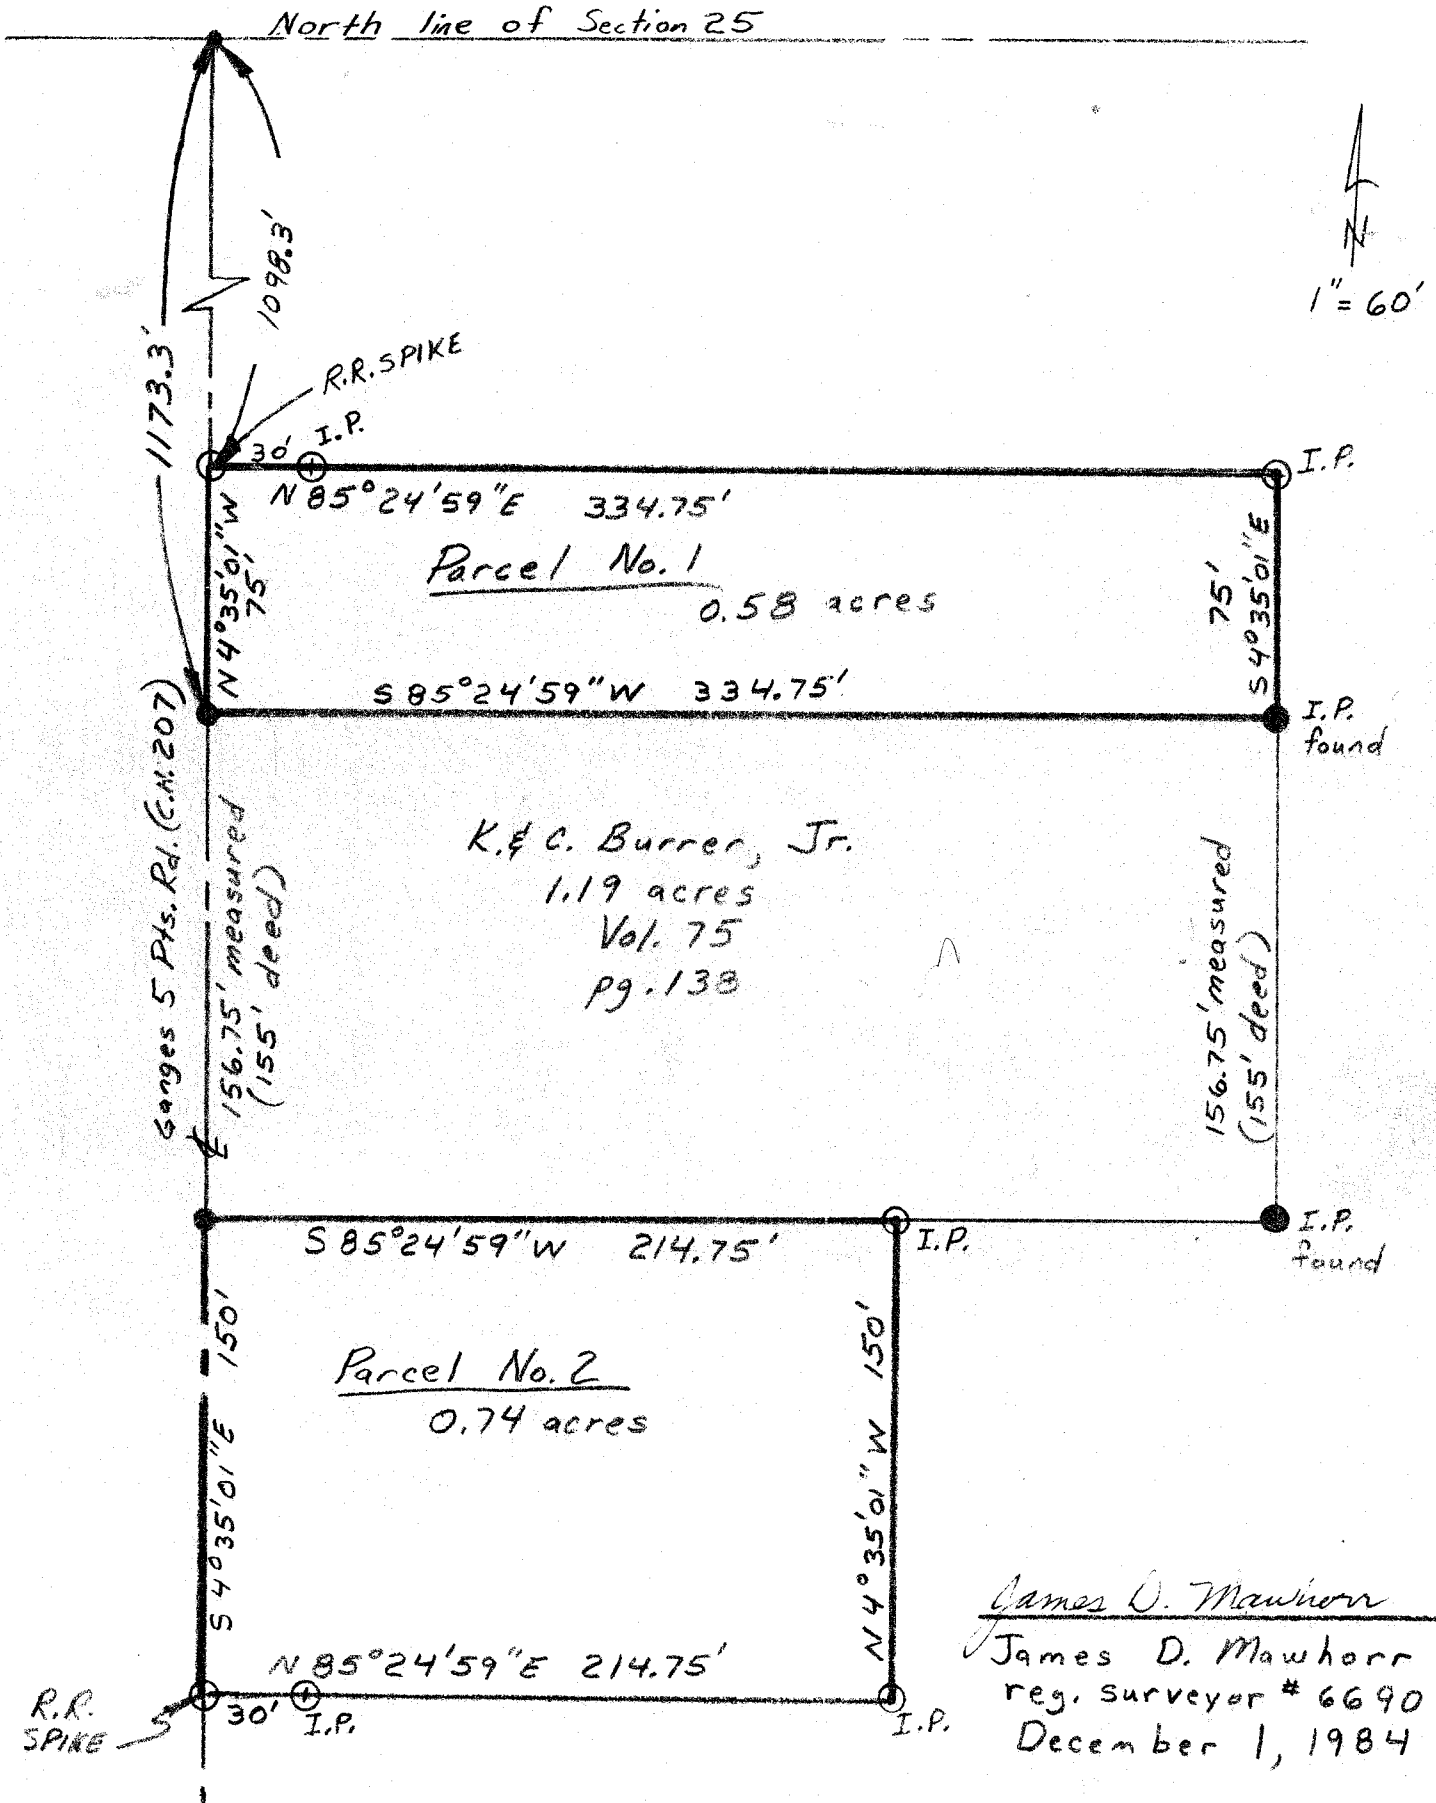 North line of Section 25
1098.3'
1173.3'
1" = 60'
N
R.R. SPIKE
30'
I.P.
I.P.
N 85° 24' 59" E 334.75'
N 4° 35' 01" W
75'
Parcel No. 1
0.58 acres
75'
S 4° 35' 01" E
S 85° 24' 59" W 334.75'
I.P.
found
Ganges 5 Pts. Rd. (C.H. 207)
156.75' measured
(155' deed)
K. & C. Burrer, Jr.
1.19 acres
Vol. 75
pg. 138
156.75' measured
(155' deed)
S 85° 24' 59" W 214.75'
I.P.
I.P.
found
S 4° 35' 01" E 150'
Parcel No. 2
0.74 acres
N 4° 35' 01" W 150'
N 85° 24' 59" E 214.75'
R.R.
SPIKE
30'
I.P.
I.P.
James D. Mawhorr
James D. Mawhorr
reg. surveyor # 6690
December 1, 1984